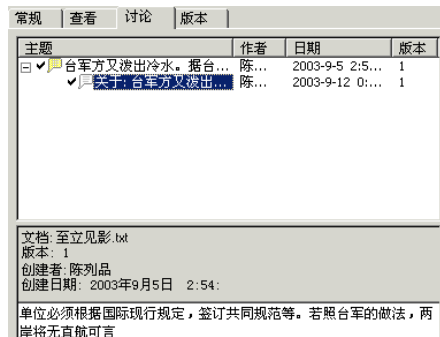 常规 查看 讨论 版本
主题 作者 日期 版本
台军方又泼出冷水。据台... 陈... 2003-9-5 2:5... 1
关于: 台军方又泼出... 陈... 2003-9-12 0:... 1
文档: 至立见影.txt
版本: 1
创建者: 陈列品
创建日期: 2003年9月5日 2:54:
单位必须根据国际现行规定，签订共同规范等。若照台军的做法，两
岸将无直航可言